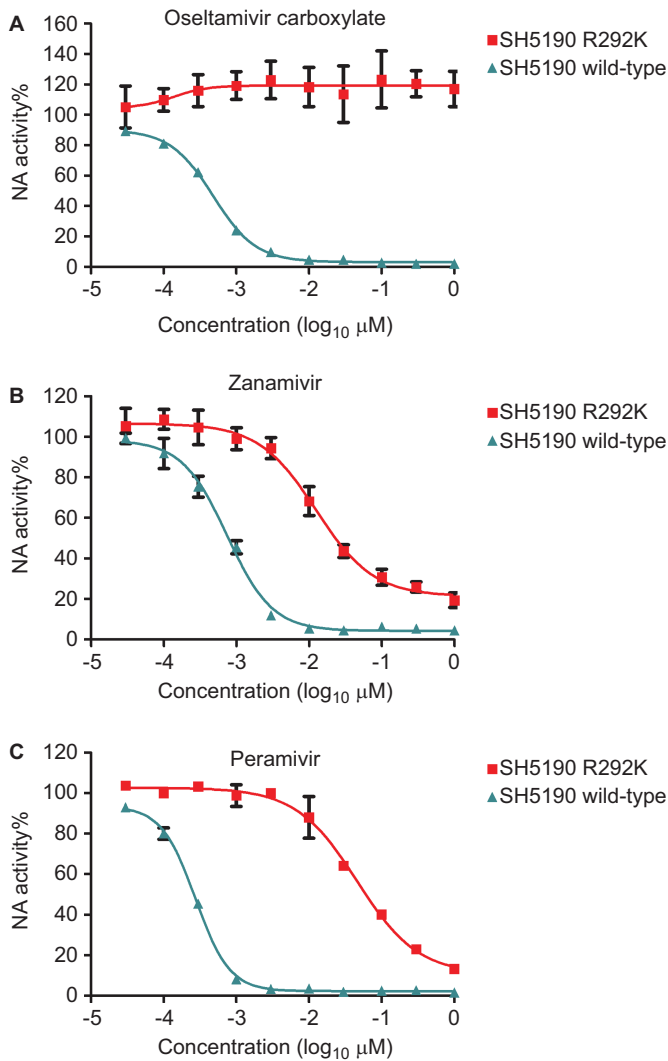 A
Oseltamivir carboxylate
NA activity%
160
140
120
100
80
60
40
20
0
-5 -4 -3 -2 -1 0
Concentration (log₁₀ μM)
SH5190 R292K
SH5190 wild-type
B
Zanamivir
NA activity%
120
100
80
60
40
20
0
-5 -4 -3 -2 -1 0
Concentration (log₁₀ μM)
SH5190 R292K
SH5190 wild-type
C
Peramivir
NA activity%
120
100
80
60
40
20
0
-5 -4 -3 -2 -1 0
Concentration (log₁₀ μM)
SH5190 R292K
SH5190 wild-type